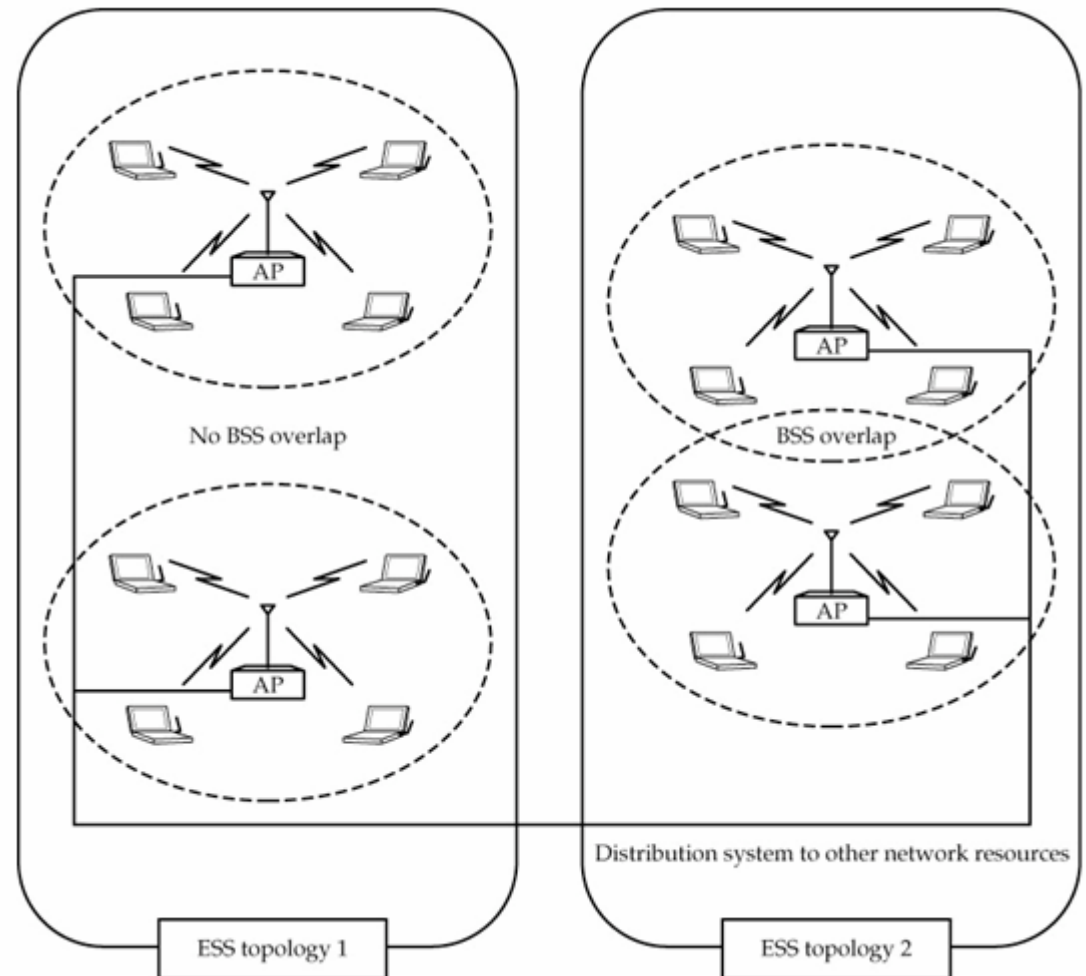 AP
No BSS overlap
AP
ESS topology 1
AP
BSS overlap
AP
Distribution system to other network resources
ESS topology 2